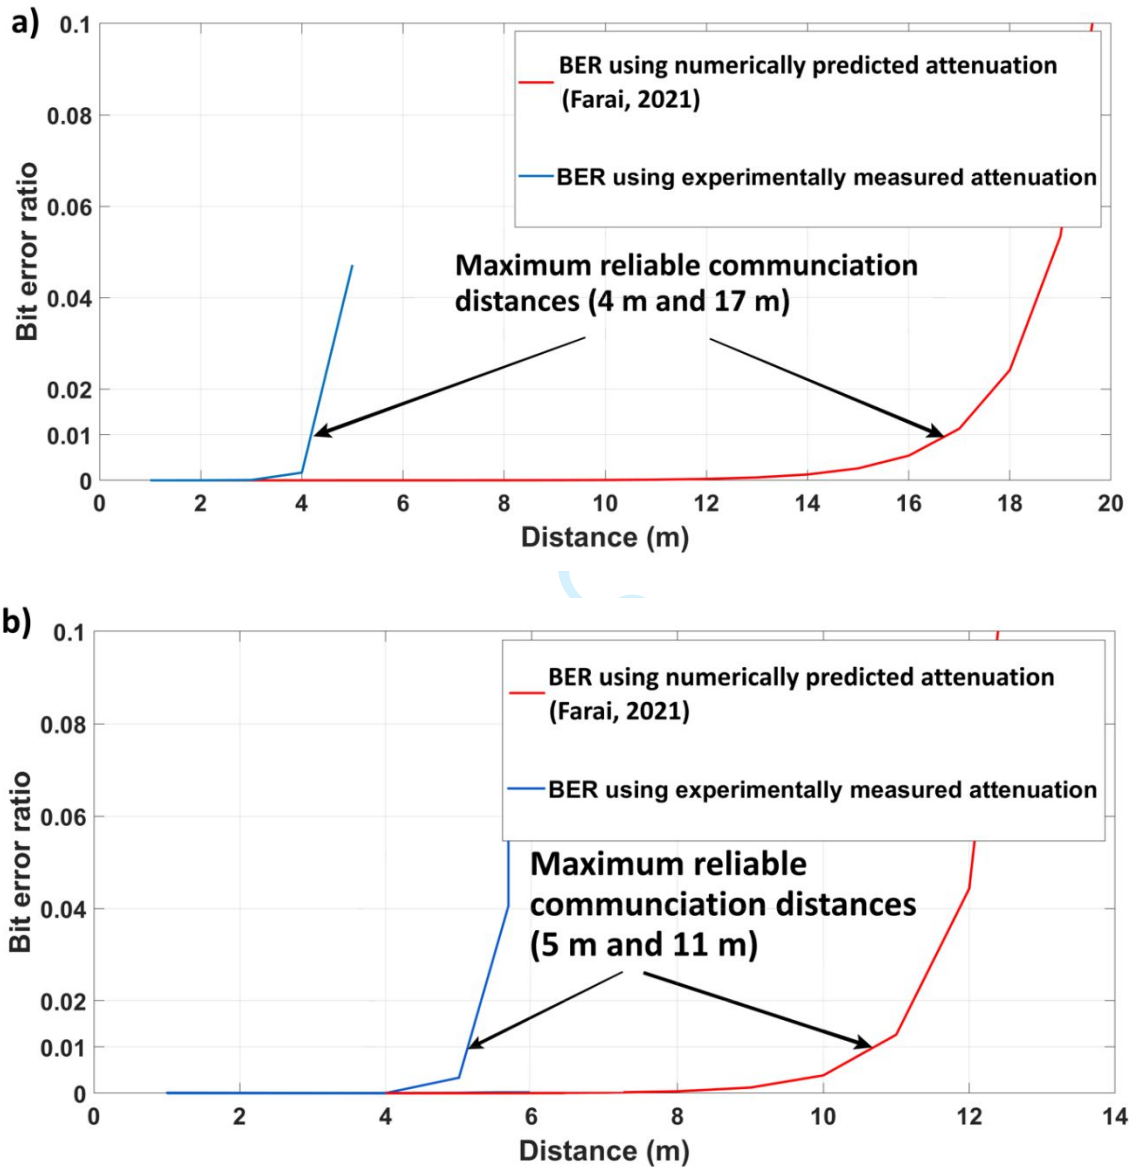 a)
0.1
0.08
0.06
0.04
0.02
0.01
0
Bit error ratio
BER using numerically predicted attenuation
(Farai, 2021)
BER using experimentally measured attenuation
Maximum reliable communciation
distances (4 m and 17 m)
0 2 4 6 8 10 12 14 16 18 20
Distance (m)
b)
0.1
0.08
0.06
0.04
0.02
0.01
0
Bit error ratio
BER using numerically predicted attenuation
(Farai, 2021)
BER using experimentally measured attenuation
Maximum reliable
communciation distances
(5 m and 11 m)
0 2 4 6 8 10 12 14
Distance (m)